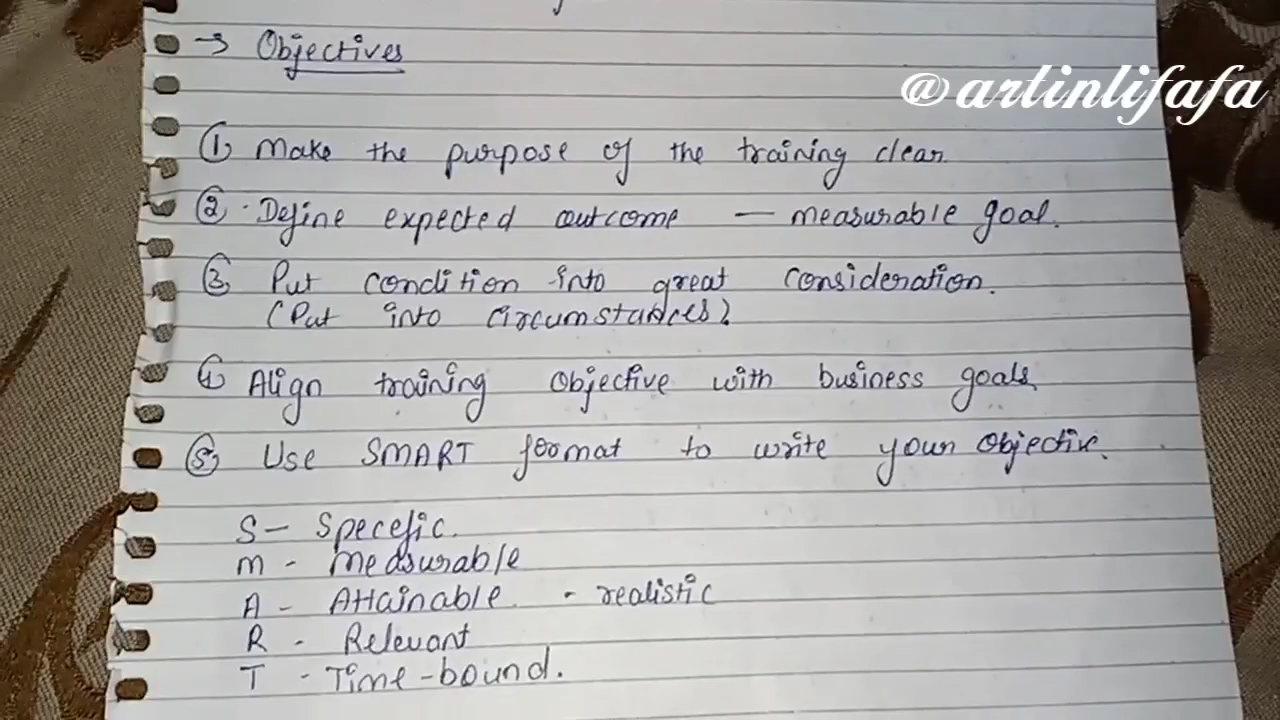 → Objectives
@artinlifafa
① Make the purpose of the training clear
② Define expected outcome — measurable goal.
③ Put condition into great consideration.
(Put into circumstances)
④ Align training Objective with business goals
⑤ Use SMART format to write your Objective.
S - Specefic.
M - Measurable
A - Attainable - realistic
R - Relevant
T - Time-bound.